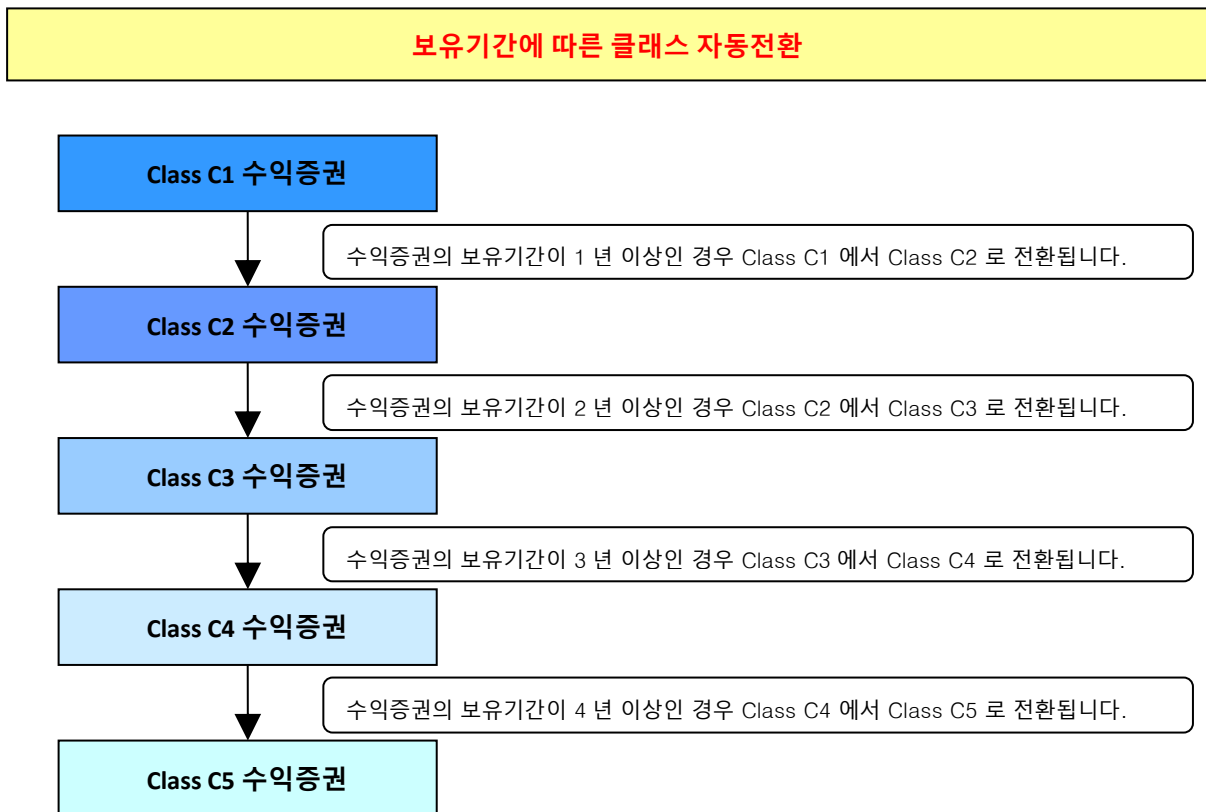 보유기간에 따른 클래스 자동전환
Class C1 수익증권
수익증권의 보유기간이 1 년 이상인 경우 Class C1 에서 Class C2 로 전환됩니다.
Class C2 수익증권
수익증권의 보유기간이 2 년 이상인 경우 Class C2 에서 Class C3 로 전환됩니다.
Class C3 수익증권
수익증권의 보유기간이 3 년 이상인 경우 Class C3 에서 Class C4 로 전환됩니다.
Class C4 수익증권
수익증권의 보유기간이 4 년 이상인 경우 Class C4 에서 Class C5 로 전환됩니다.
Class C5 수익증권